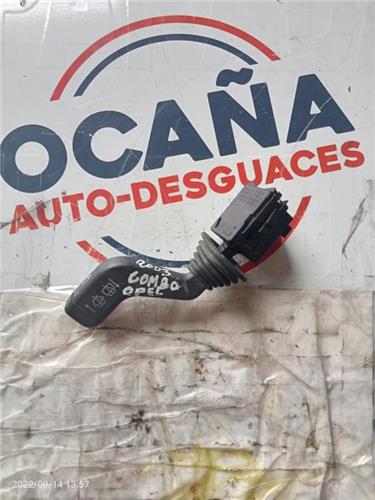 OCAÑA
AUTO-DESGUACES
2003
COMBO
OPEL
2022/09/14 13:57